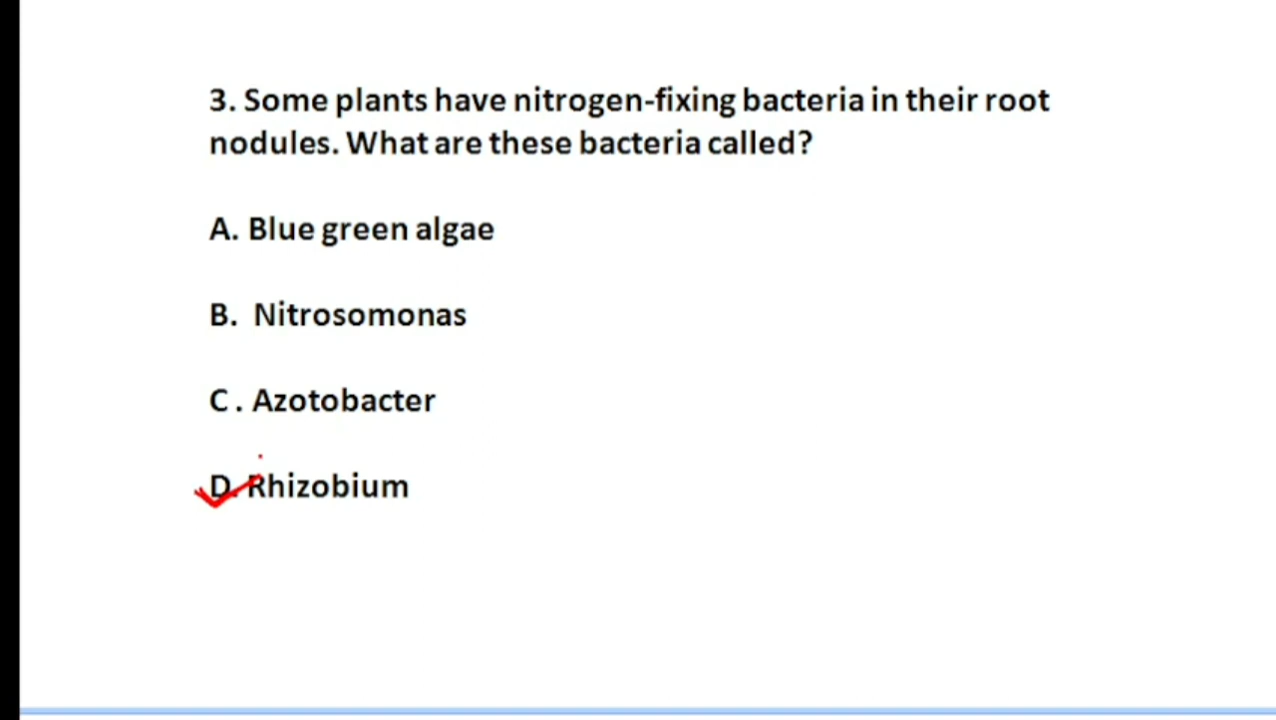 3. Some plants have nitrogen-fixing bacteria in their root
nodules. What are these bacteria called?
A. Blue green algae
B. Nitrosomonas
C . Azotobacter
D. Rhizobium